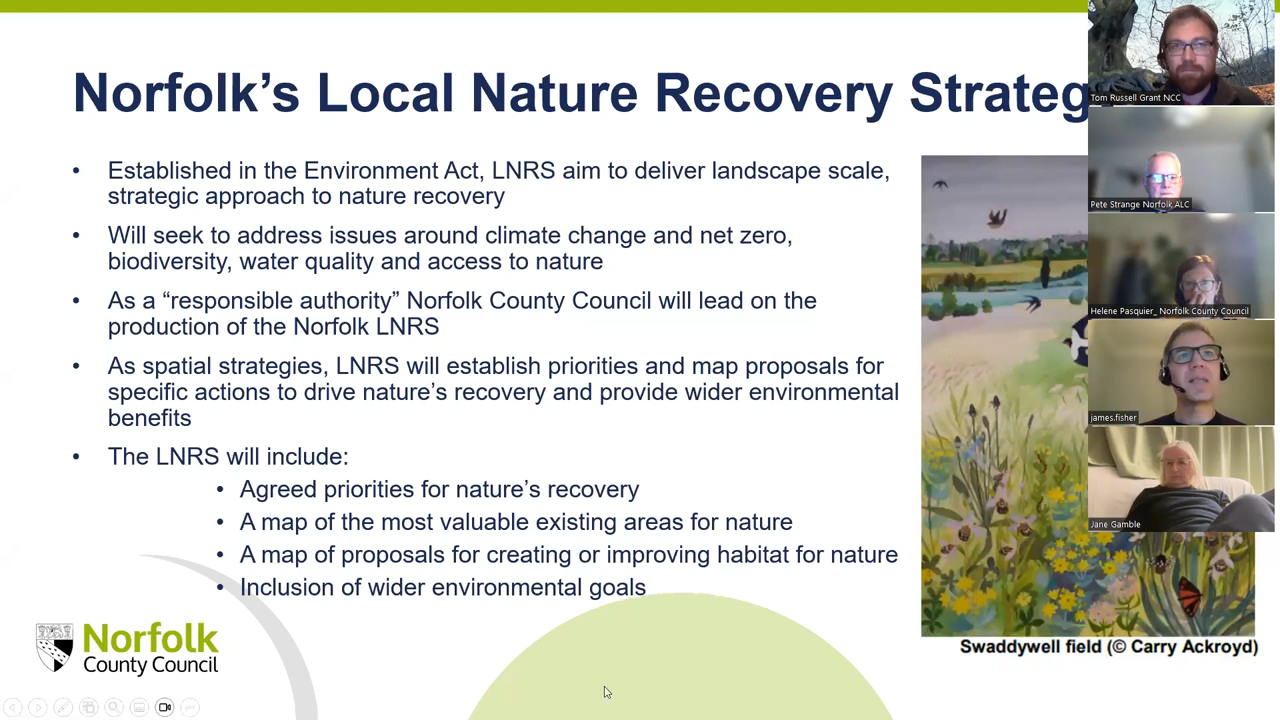 Norfolk’s Local Nature Recovery Strateg
• Established in the Environment Act, LNRS aim to deliver landscape scale,
strategic approach to nature recovery
• Will seek to address issues around climate change and net zero,
biodiversity, water quality and access to nature
• As a “responsible authority” Norfolk County Council will lead on the
production of the Norfolk LNRS
• As spatial strategies, LNRS will establish priorities and map proposals for
specific actions to drive nature’s recovery and provide wider environmental
benefits
• The LNRS will include:
• Agreed priorities for nature’s recovery
• A map of the most valuable existing areas for nature
• A map of proposals for creating or improving habitat for nature
• Inclusion of wider environmental goals
Swaddywell field (© Carry Ackroyd)
Norfolk
County Council
Tom Russell Grant NCC
Pete Strange Norfolk ALC
Helene Pasquier_ Norfolk County Council
james.fisher
Jane Gamble